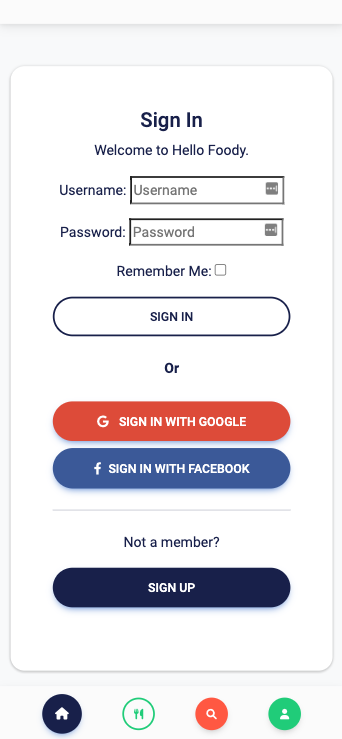 Sign In
Welcome to Hello Foody.
Username: Username
Password: Password
Remember Me:
SIGN IN
Or
G SIGN IN WITH GOOGLE
f SIGN IN WITH FACEBOOK
Not a member?
SIGN UP